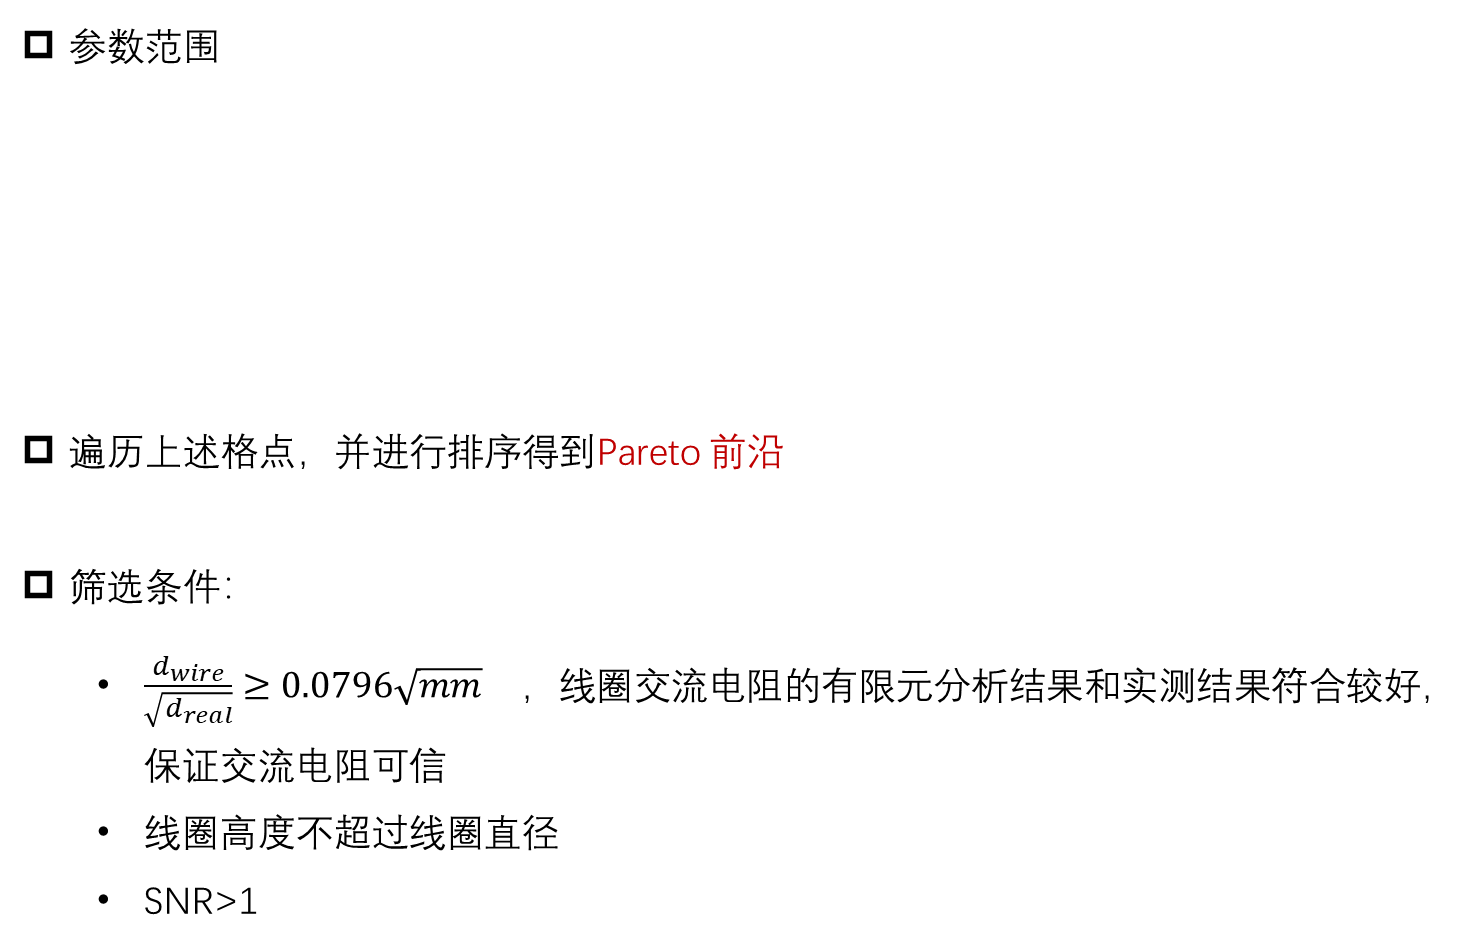 参数范围
遍历上述格点，并进行排序得到Pareto 前沿
筛选条件：
• d_wire/√d_real ≥ 0.0796√mm ，线圈交流电阻的有限元分析结果和实测结果符合较好，
保证交流电阻可信
• 线圈高度不超过线圈直径
• SNR>1